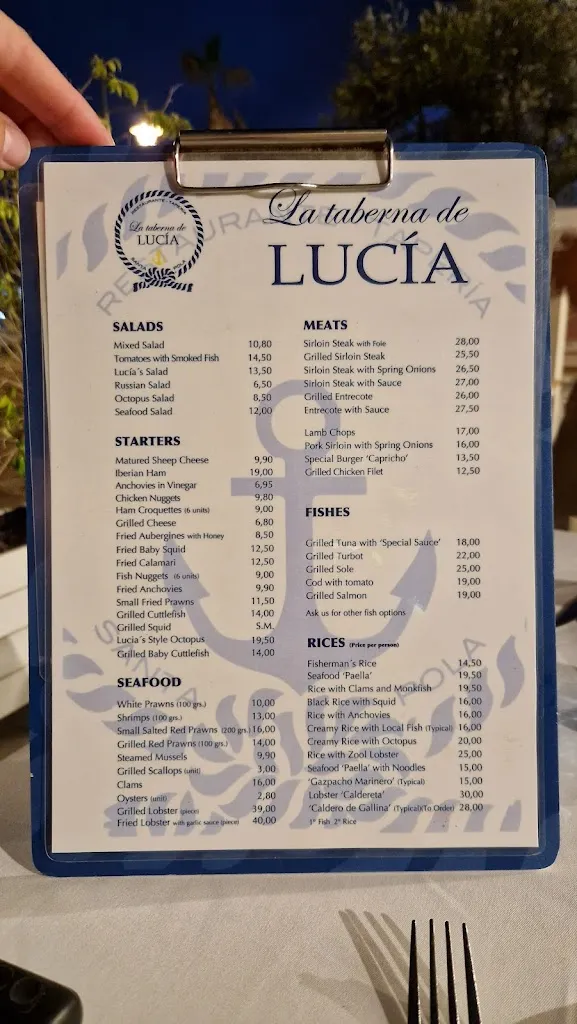 RESTAURANTE - TAPERÍA
La taberna de
LUCÍA
SANTA POLA
La taberna de
LUCÍA
RESTAURANTE TAPERÍA
SALADS
Mixed Salad 10,80
Tomatoes with Smoked Fish 14,50
Lucía´s Salad 13,50
Russian Salad 6,50
Octopus Salad 8,50
Seafood Salad 12,00
STARTERS
Matured Sheep Cheese 9,90
Iberian Ham 19,00
Anchovies in Vinegar 6,95
Chicken Nuggets 9,80
Ham Croquettes (6 units) 9,00
Grilled Cheese 6,80
Fried Aubergines with Honey 8,50
Fried Baby Squid 12,50
Fried Calamari 12,50
Fish Nuggets (6 units) 9,00
Fried Anchovies 9,90
Small Fried Prawns 11,50
Grilled Cuttlefish 14,00
Grilled Squid S.M.
Lucia´s Style Octopus 19,50
Grilled Baby Cuttlefish 14,00
SEAFOOD
White Prawns (100 grs.) 10,00
Shrimps (100 grs.) 13,00
Small Salted Red Prawns (200 grs.) 16,00
Grilled Red Prawns (100 grs.) 14,00
Steamed Mussels 9,90
Grilled Scallops (unit) 3,00
Clams 16,00
Oysters (unit) 2,80
Grilled Lobster (piece) 39,00
Fried Lobster with garlic sauce (piece) 40,00
MEATS
Sirloin Steak with Foie 28,00
Grilled Sirloin Steak 25,50
Sirloin Steak with Spring Onions 26,50
Sirloin Steak with Sauce 27,00
Grilled Entrecote 26,00
Entrecote with Sauce 27,50
Lamb Chops 17,00
Pork Sirloin with Spring Onions 16,00
Special Burger 'Capricho' 13,50
Grilled Chicken Filet 12,50
FISHES
Grilled Tuna with 'Special Sauce' 18,00
Grilled Turbot 22,00
Grilled Sole 25,00
Cod with tomato 19,00
Grilled Salmon 19,00
Ask us for other fish options
RICES (Price per person)
Fisherman´s Rice 14,50
Seafood 'Paella' 19,50
Rice with Clams and Monkfish 19,50
Black Rice with Squid 16,00
Rice with Anchovies 16,00
Creamy Rice with Local Fish (Typical) 16,00
Creamy Rice with Octopus 20,00
Rice with Zool Lobster 25,00
Seafood 'Paella' with Noodles 15,00
'Gazpacho Marinero' (Typical) 15,00
Lobster 'Caldereta' 30,00
'Caldero de Gallina' (Typical)(To Order) 28,00
1º Fish 2º Rice
SANTA POLA